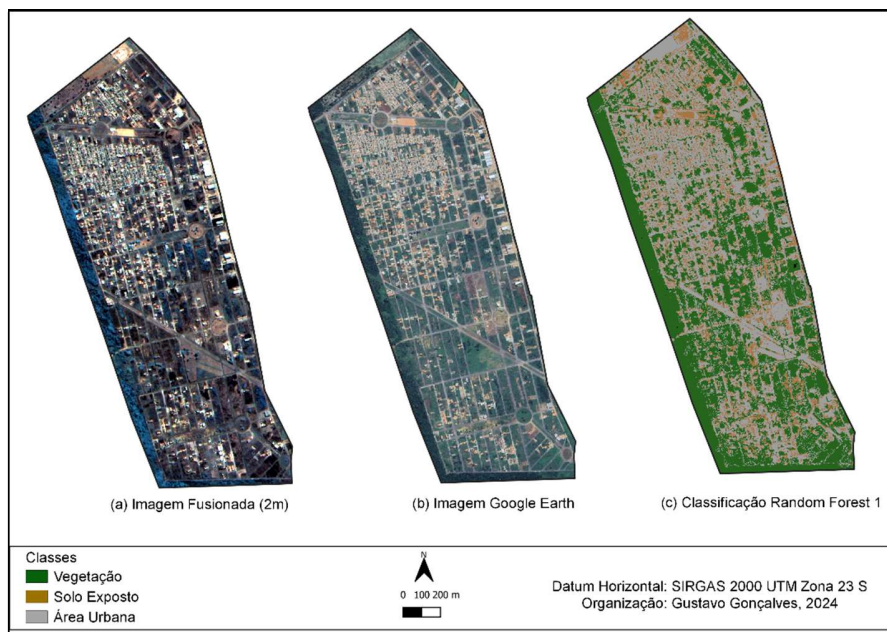 (a) Imagem Fusionada (2m)
(b) Imagem Google Earth
(c) Classificação Random Forest 1
Classes
Vegetação
Solo Exposto
Área Urbana
N
0 100 200 m
Datum Horizontal: SIRGAS 2000 UTM Zona 23 S
Organização: Gustavo Gonçalves, 2024